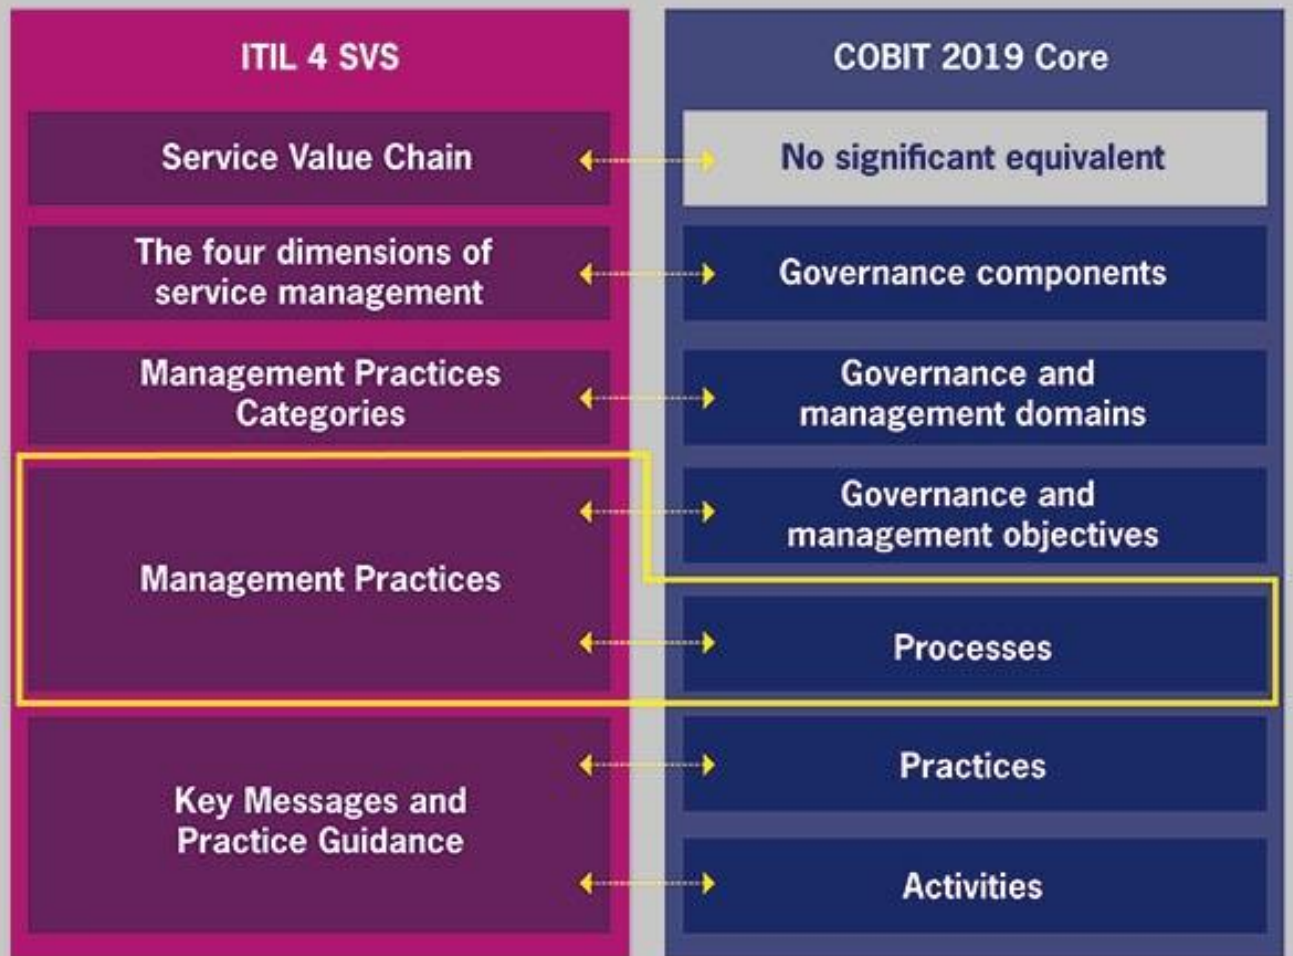 ITIL 4 SVS
Service Value Chain
The four dimensions of
service management
Management Practices
Categories
Management Practices
Key Messages and
Practice Guidance
COBIT 2019 Core
No significant equivalent
Governance components
Governance and
management domains
Governance and
management objectives
Processes
Practices
Activities